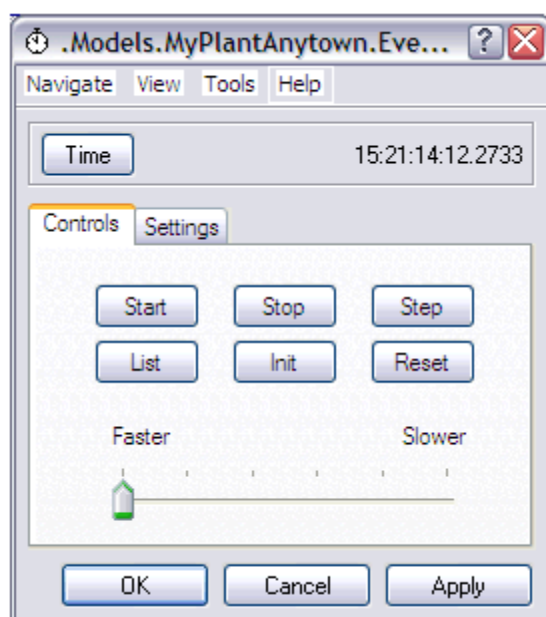 .Models.MyPlantAnytown.Eve...
Navigate View Tools Help
Time 15:21:14:12.2733
Controls Settings
Start Stop Step
List Init Reset
Faster Slower
OK Cancel Apply